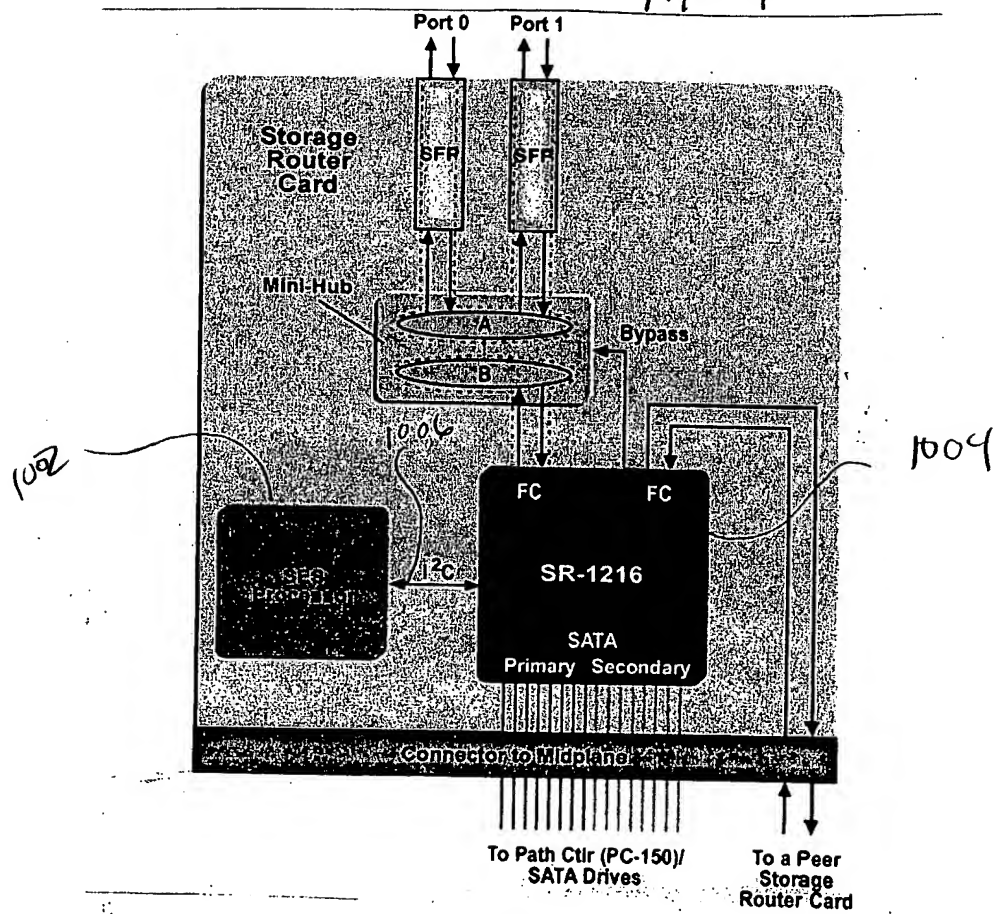 Port 0 Port 1
Storage
Router
Card
SFP SFP
Mini-Hub
A
Bypass
B
1006
1002
1004
FC FC
I²C
SR-1216
SES
Processor
SATA
Primary Secondary
Connector to Midplane
To Path Ctlr (PC-150)/
SATA Drives
To a Peer
Storage
Router Card